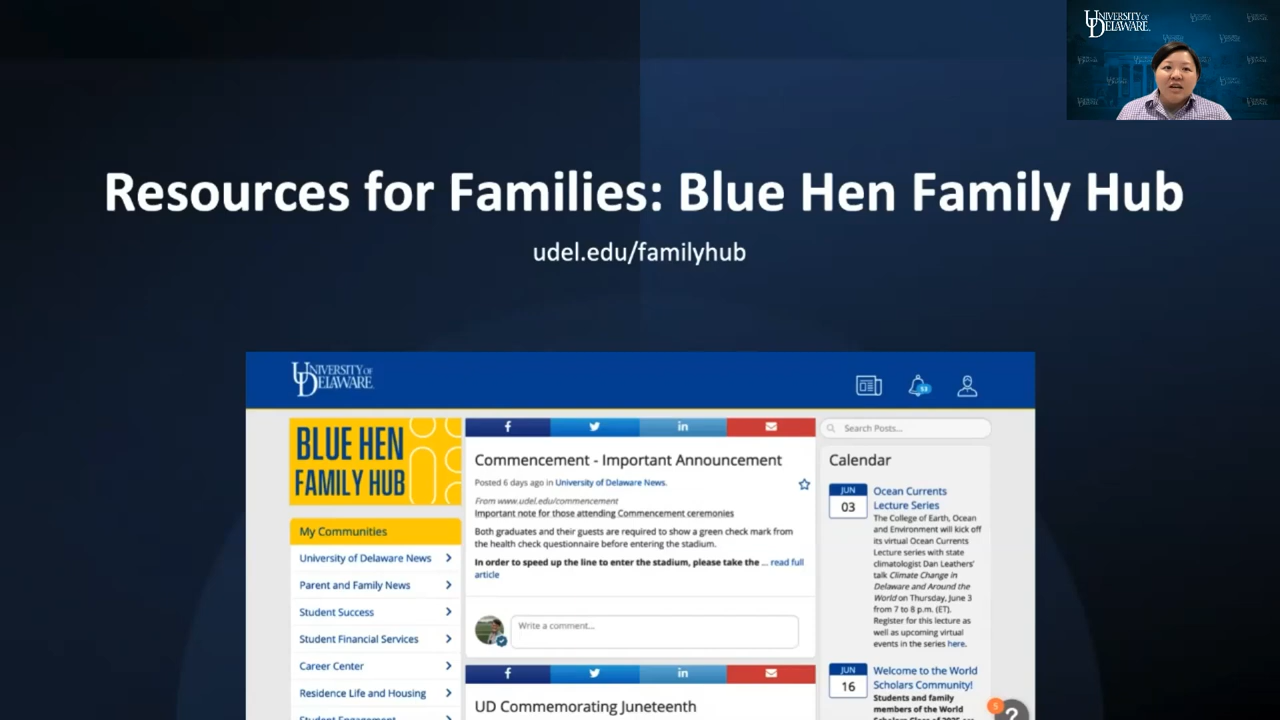 UNIVERSITY OF
DELAWARE.
Resources for Families: Blue Hen Family Hub
udel.edu/familyhub
UNIVERSITY OF
DELAWARE
53
BLUE HEN
FAMILY HUB
My Communities
University of Delaware News
Parent and Family News
Student Success
Student Financial Services
Career Center
Residence Life and Housing
Student Engagement
Commencement - Important Announcement
Posted 6 days ago in University of Delaware News.
From www.udel.edu/commencement
Important note for those attending Commencement ceremonies
Both graduates and their guests are required to show a green check mark from
the health check questionnaire before entering the stadium.
In order to speed up the line to enter the stadium, please take the ... read full
article
Write a comment...
UD Commemorating Juneteenth
Search Posts...
Calendar
JUN
03
Ocean Currents
Lecture Series
The College of Earth, Ocean
and Environment will kick off
its virtual Ocean Currents
Lecture series with state
climatologist Dan Leathers'
talk Climate Change in
Delaware and Around the
World on Thursday, June 3
from 7 to 8 p.m. (ET).
Register for this lecture as
well as upcoming virtual
events in the series here.
JUN
16
Welcome to the World
Scholars Community!
Students and family
members of the World
5
?